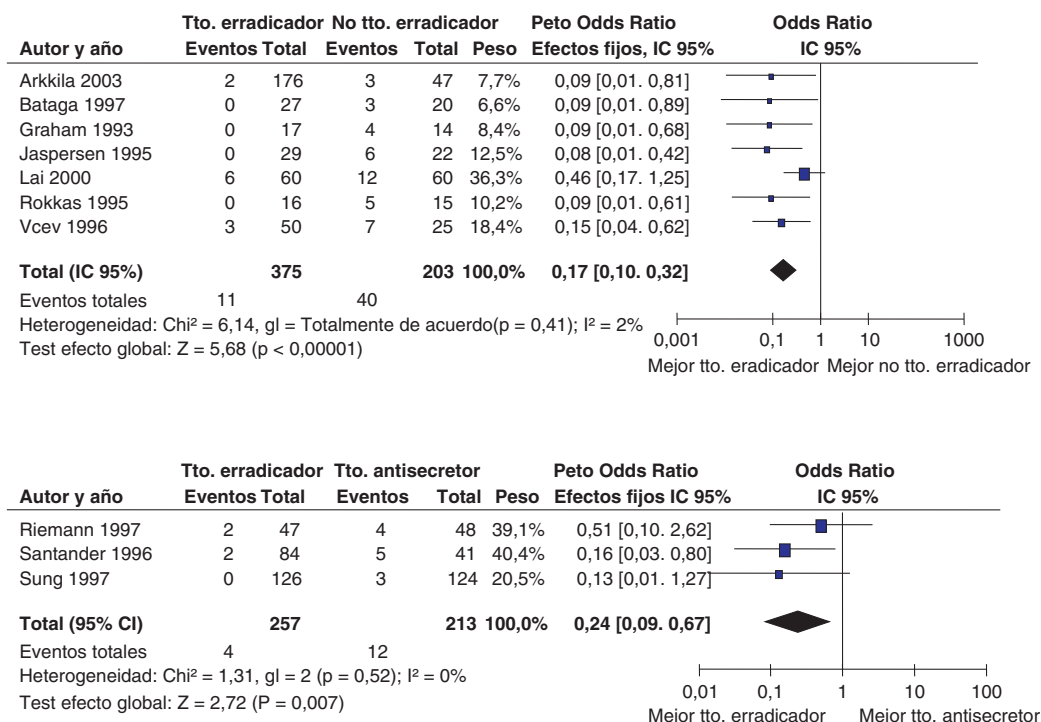 Tto. erradicador No tto. erradicador Peto Odds Ratio Odds Ratio
Autor y año Eventos Total Eventos Total Peso Efectos fijos, IC 95% IC 95%
Arkkila 2003 2 176 3 47 7,7% 0,09 [0,01. 0,81]
Bataga 1997 0 27 3 20 6,6% 0,09 [0,01. 0,89]
Graham 1993 0 17 4 14 8,4% 0,09 [0,01. 0,68]
Jaspersen 1995 0 29 6 22 12,5% 0,08 [0,01. 0,42]
Lai 2000 6 60 12 60 36,3% 0,46 [0,17. 1,25]
Rokkas 1995 0 16 5 15 10,2% 0,09 [0,01. 0,61]
Vcev 1996 3 50 7 25 18,4% 0,15 [0,04. 0,62]
Total (IC 95%) 375 203 100,0% 0,17 [0,10. 0,32]
Eventos totales 11 40
Heterogeneidad: Chi² = 6,14, gl = Totalmente de acuerdo(p = 0,41); I² = 2%
Test efecto global: Z = 5,68 (p < 0,00001)
0,001 0,1 1 10 1000
Mejor tto. eradicador Mejor no tto. erradicador
Tto. erradicador Tto. antisecretor Peto Odds Ratio Odds Ratio
Autor y año Eventos Total Eventos Total Peso Efectos fijos IC 95% IC 95%
Riemann 1997 2 47 4 48 39,1% 0,51 [0,10. 2,62]
Santander 1996 2 84 5 41 40,4% 0,16 [0,03. 0,80]
Sung 1997 0 126 3 124 20,5% 0,13 [0,01. 1,27]
Total (95% CI) 257 213 100,0% 0,24 [0,09. 0,67]
Eventos totales 4 12
Heterogeneidad: Chi² = 1,31, gl = 2 (p = 0,52); I² = 0%
Test efecto global: Z = 2,72 (P = 0,007)
0,01 0,1 1 10 100
Mejor tto. erradicador Mejor tto. antisecretor